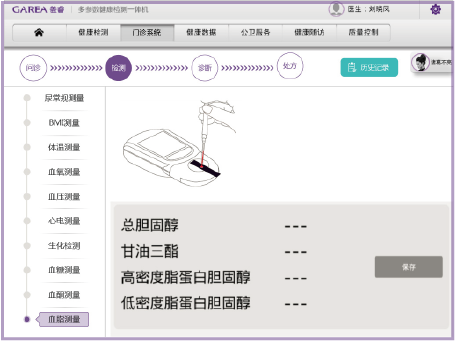 GAREA 善睿 多参数健康检测一体机 医生：刘晓风
健康检测 门诊系统 健康数据 公卫服务 健康随访 质量控制
问诊 检测 诊断 处方 历史记录
尿常规测量
BMI测量
体温测量
血氧测量
血压测量
心电测量
生化检测
血糖测量
血酮测量
血脂测量
总胆固醇 ---
甘油三酯 ---
高密度脂蛋白胆固醇 ---
低密度脂蛋白胆固醇 ---
保存